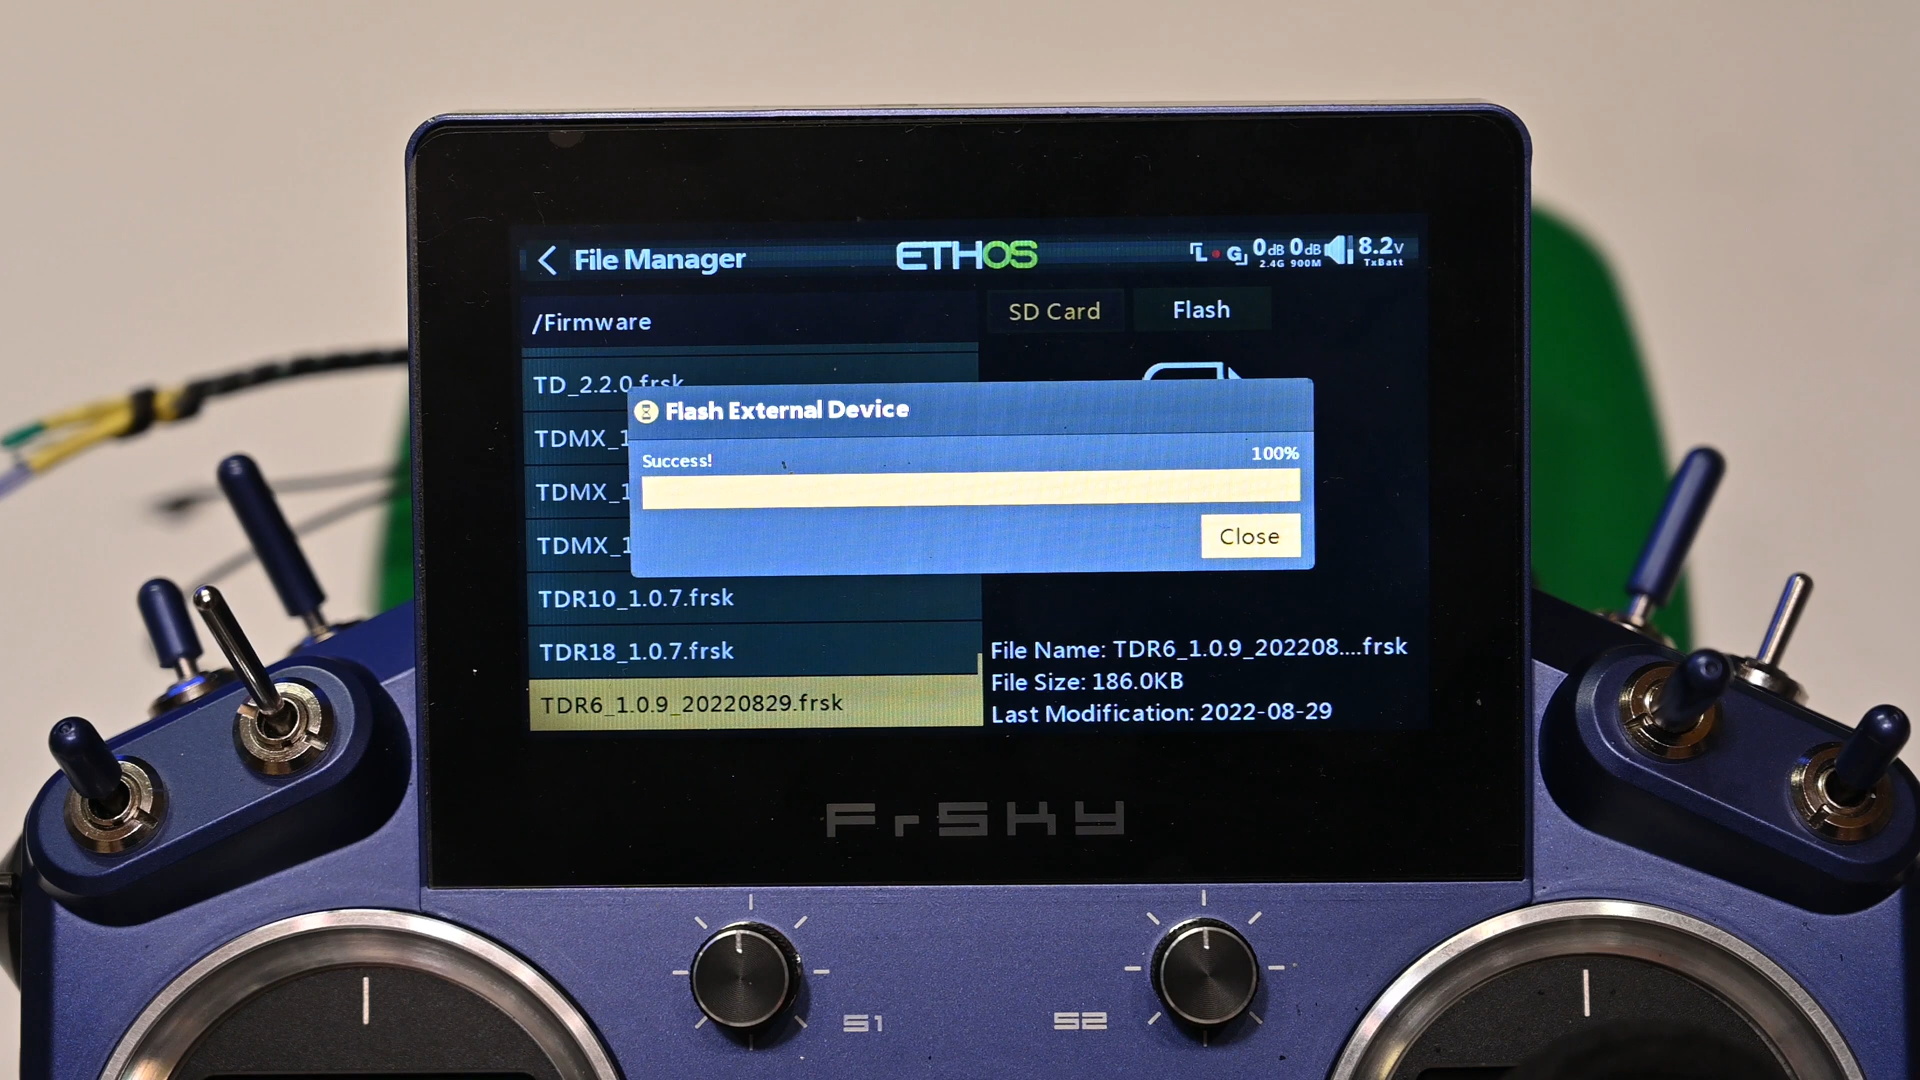 File Manager
ETHOS
L G
0dB 0dB
2.4G 900M
8.2V
TxBatt
/Firmware
SD Card
Flash
TD_2.2.0.frsk
TDMX_1
TDMX_1
TDMX_1
TDR10_1.0.7.frsk
TDR18_1.0.7.frsk
TDR6_1.0.9_20220829.frsk
Flash External Device
Success!
100%
Close
File Name: TDR6_1.0.9_202208....frsk
File Size: 186.0KB
Last Modification: 2022-08-29
FrSKY
S1
S2